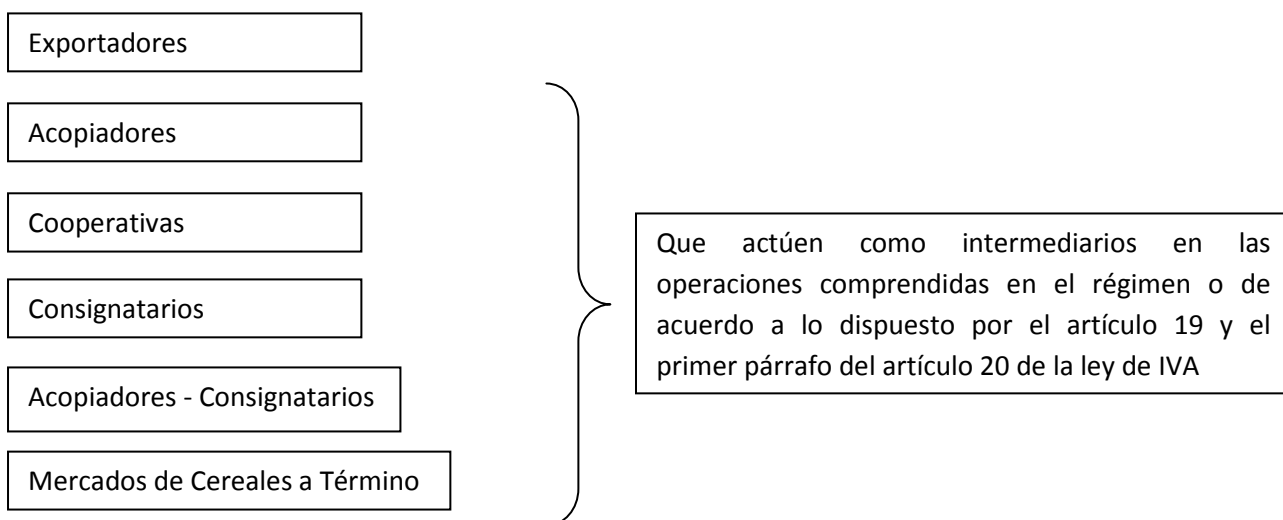 Exportadores
Acopiadores
Cooperativas
Consignatarios
Acopiadores - Consignatarios
Mercados de Cereales a Término
Que actúen como intermediarios en las
operaciones comprendidas en el régimen o de
acuerdo a lo dispuesto por el artículo 19 y el
primer párrafo del artículo 20 de la ley de IVA